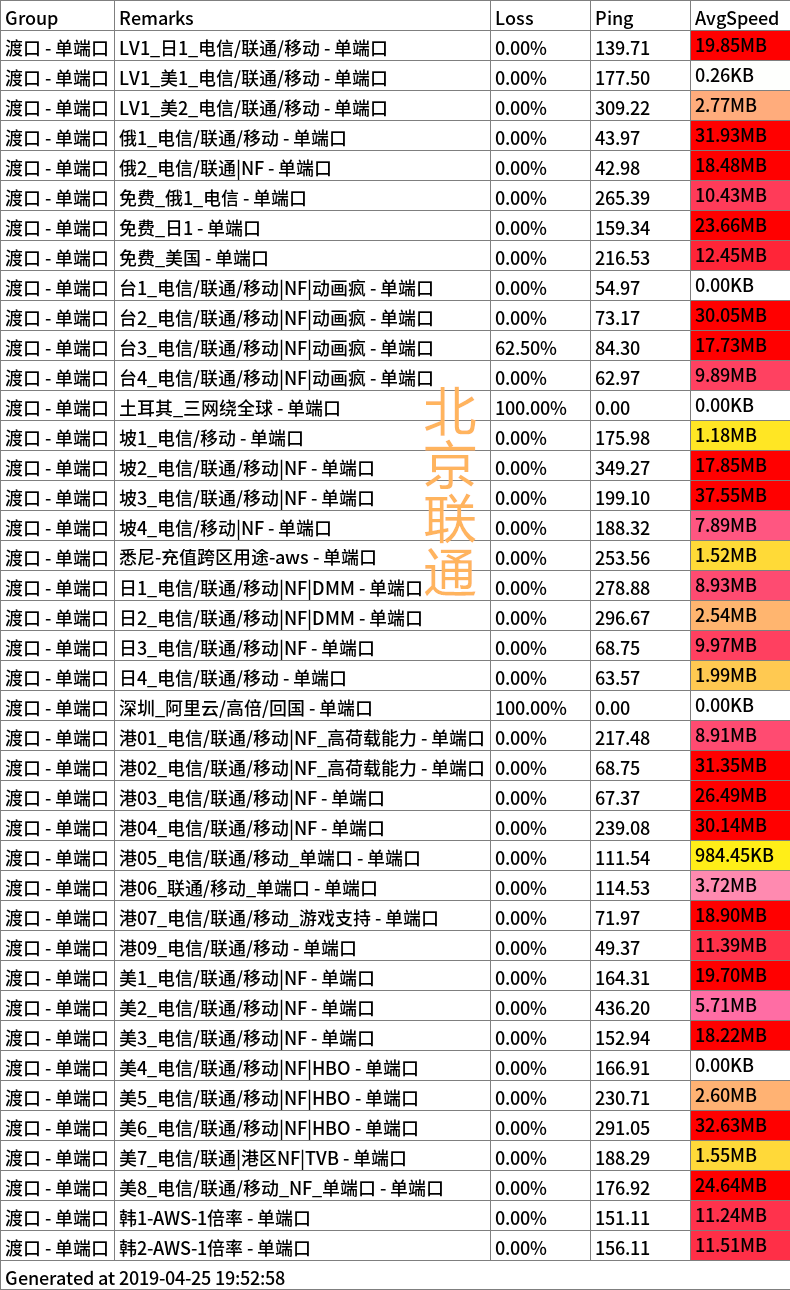 Group Remarks Loss Ping AvgSpeed
渡口 - 单端口 LV1_日1_电信/联通/移动 - 单端口 0.00% 139.71 19.85MB
渡口 - 单端口 LV1_美1_电信/联通/移动 - 单端口 0.00% 177.50 0.26KB
渡口 - 单端口 LV1_美2_电信/联通/移动 - 单端口 0.00% 309.22 2.77MB
渡口 - 单端口 俄1_电信/联通/移动 - 单端口 0.00% 43.97 31.93MB
渡口 - 单端口 俄2_电信/联通|NF - 单端口 0.00% 42.98 18.48MB
渡口 - 单端口 免费_俄1_电信 - 单端口 0.00% 265.39 10.43MB
渡口 - 单端口 免费_日1 - 单端口 0.00% 159.34 23.66MB
渡口 - 单端口 免费_美国 - 单端口 0.00% 216.53 12.45MB
渡口 - 单端口 台1_电信/联通/移动|NF|动画疯 - 单端口 0.00% 54.97 0.00KB
渡口 - 单端口 台2_电信/联通/移动|NF|动画疯 - 单端口 0.00% 73.17 30.05MB
渡口 - 单端口 台3_电信/联通/移动|NF|动画疯 - 单端口 62.50% 84.30 17.73MB
渡口 - 单端口 台4_电信/联通/移动|NF|动画疯 - 单端口 0.00% 62.97 9.89MB
渡口 - 单端口 土耳其_三网绕全球 - 单端口 100.00% 0.00 0.00KB
渡口 - 单端口 坡1_电信/移动 - 单端口 0.00% 175.98 1.18MB
渡口 - 单端口 坡2_电信/联通/移动|NF - 单端口 0.00% 349.27 17.85MB
渡口 - 单端口 坡3_电信/联通/移动|NF - 单端口 0.00% 199.10 37.55MB
渡口 - 单端口 坡4_电信/移动|NF - 单端口 0.00% 188.32 7.89MB
渡口 - 单端口 悉尼-充值跨区用途-aws - 单端口 0.00% 253.56 1.52MB
渡口 - 单端口 日1_电信/联通/移动|NF|DMM - 单端口 0.00% 278.88 8.93MB
渡口 - 单端口 日2_电信/联通/移动|NF|DMM - 单端口 0.00% 296.67 2.54MB
渡口 - 单端口 日3_电信/联通/移动|NF - 单端口 0.00% 68.75 9.97MB
渡口 - 单端口 日4_电信/联通/移动 - 单端口 0.00% 63.57 1.99MB
渡口 - 单端口 深圳_阿里云/高倍/回国 - 单端口 100.00% 0.00 0.00KB
渡口 - 单端口 港01_电信/联通/移动|NF_高荷载能力 - 单端口 0.00% 217.48 8.91MB
渡口 - 单端口 港02_电信/联通/移动|NF_高荷载能力 - 单端口 0.00% 68.75 31.35MB
渡口 - 单端口 港03_电信/联通/移动|NF - 单端口 0.00% 67.37 26.49MB
渡口 - 单端口 港04_电信/联通/移动|NF - 单端口 0.00% 239.08 30.14MB
渡口 - 单端口 港05_电信/联通/移动_单端口 - 单端口 0.00% 111.54 984.45KB
渡口 - 单端口 港06_联通/移动_单端口 - 单端口 0.00% 114.53 3.72MB
渡口 - 单端口 港07_电信/联通/移动_游戏支持 - 单端口 0.00% 71.97 18.90MB
渡口 - 单端口 港09_电信/联通/移动 - 单端口 0.00% 49.37 11.39MB
渡口 - 单端口 美1_电信/联通/移动|NF - 单端口 0.00% 164.31 19.70MB
渡口 - 单端口 美2_电信/联通/移动|NF - 单端口 0.00% 436.20 5.71MB
渡口 - 单端口 美3_电信/联通/移动|NF - 单端口 0.00% 152.94 18.22MB
渡口 - 单端口 美4_电信/联通/移动|NF|HBO - 单端口 0.00% 166.91 0.00KB
渡口 - 单端口 美5_电信/联通/移动|NF|HBO - 单端口 0.00% 230.71 2.60MB
渡口 - 单端口 美6_电信/联通/移动|NF|HBO - 单端口 0.00% 291.05 32.63MB
渡口 - 单端口 美7_电信/联通|港区NF|TVB - 单端口 0.00% 188.29 1.55MB
渡口 - 单端口 美8_电信/联通/移动_NF_单端口 - 单端口 0.00% 176.92 24.64MB
渡口 - 单端口 韩1-AWS-1倍率 - 单端口 0.00% 151.11 11.24MB
渡口 - 单端口 韩2-AWS-1倍率 - 单端口 0.00% 156.11 11.51MB
Generated at 2019-04-25 19:52:58
北京联通